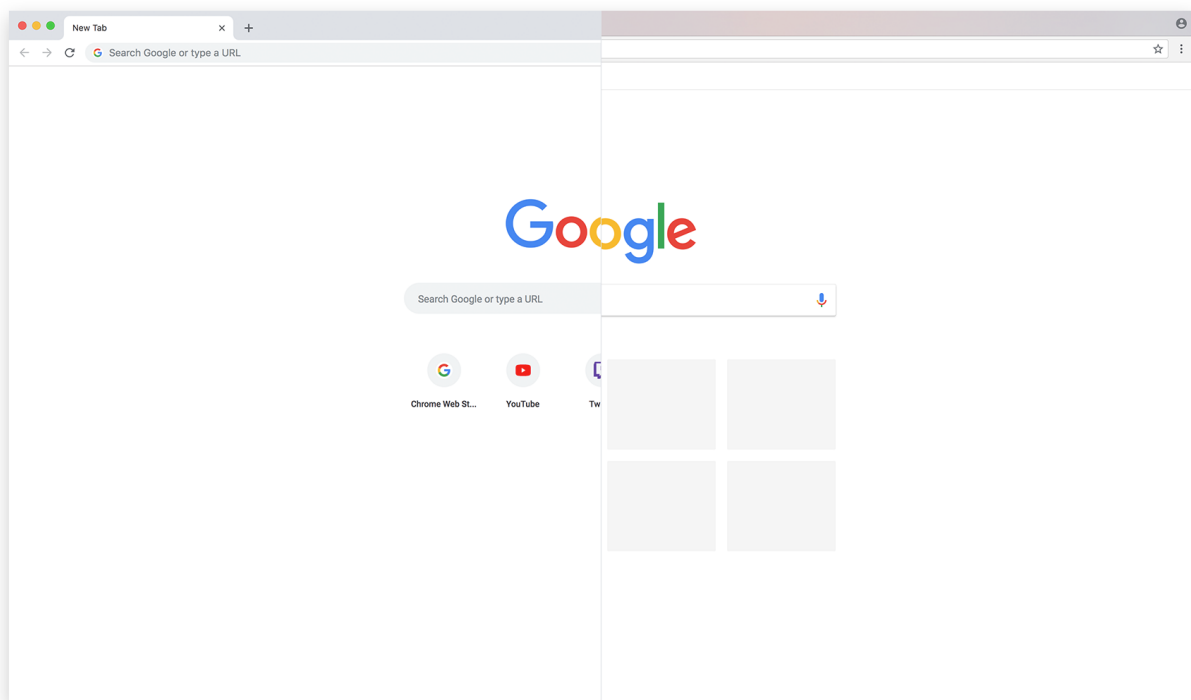 New Tab
Search Google or type a URL
Google
Search Google or type a URL
Chrome Web St...
YouTube
Tw